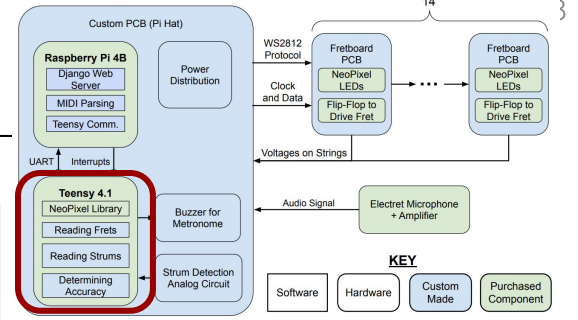 14
Custom PCB (Pi Hat)
Raspberry Pi 4B
Django Web
Server
MIDI Parsing
Teensy Comm.
Power
Distribution
WS2812
Protocol
Clock
and Data
Fretboard
PCB
NeoPixel
LEDs
Flip-Flop to
Drive Fret
Fretboard
PCB
NeoPixel
LEDs
Flip-Flop to
Drive Fret
Voltages on Strings
UART
Interrupts
Teensy 4.1
NeoPixel Library
Reading Frets
Reading Strums
Determining
Accuracy
Buzzer for
Metronome
Strum Detection
Analog Circuit
Audio Signal
Electret Microphone
+ Amplifier
KEY
Software
Hardware
Custom
Made
Purchased
Component